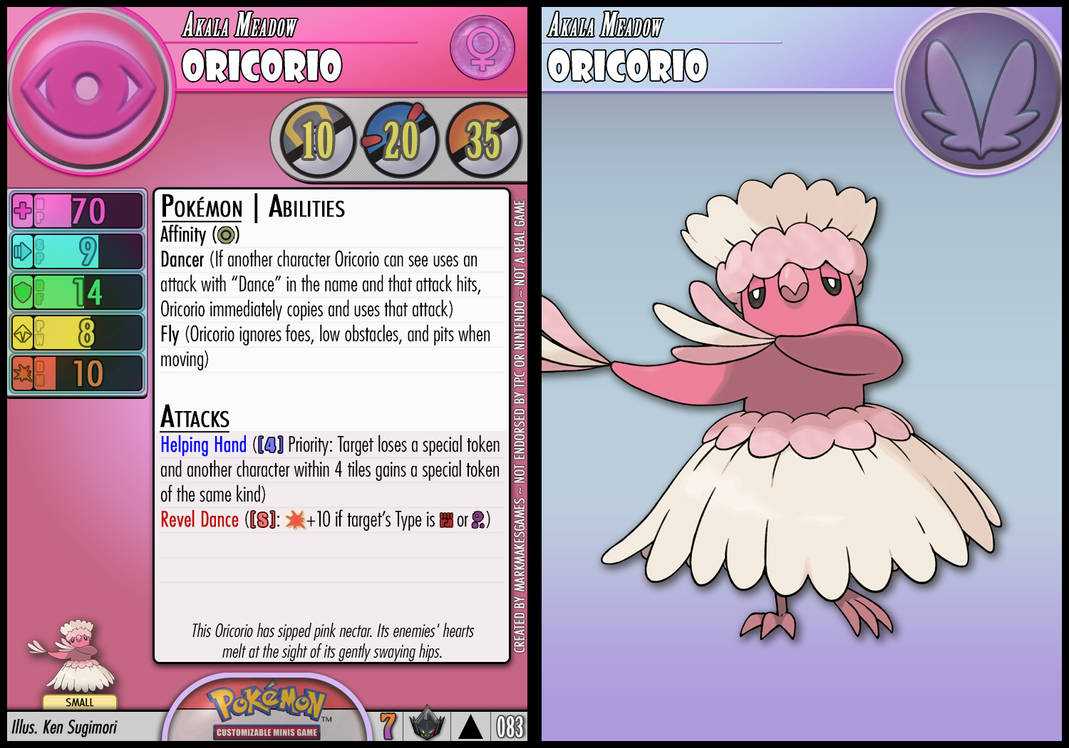 Akala Meadow
ORICORIO
10 20 35
70
9
14
8
10
Pokémon | Abilities
Affinity ( )
Dancer (If another character Oricorio can see uses an
attack with “Dance” in the name and that attack hits,
Oricorio immediately copies and uses that attack)
Fly (Oricorio ignores foes, low obstacles, and pits when
moving)
Attacks
Helping Hand ([4] Priority: Target loses a special token
and another character within 4 tiles gains a special token
of the same kind)
Revel Dance ([S]: +10 if target's Type is or )
This Oricorio has sipped pink nectar. Its enemies' hearts
melt at the sight of its gently swaying hips.
CREATED BY MARKMAKESGAMES ~ NOT ENDORSED BY TPC OR NINTENDO ~ NOT A REAL GAME
SMALL
Illus. Ken Sugimori
POKéMON TM
CUSTOMIZABLE MINIS GAME
7
083
Akala Meadow
ORICORIO